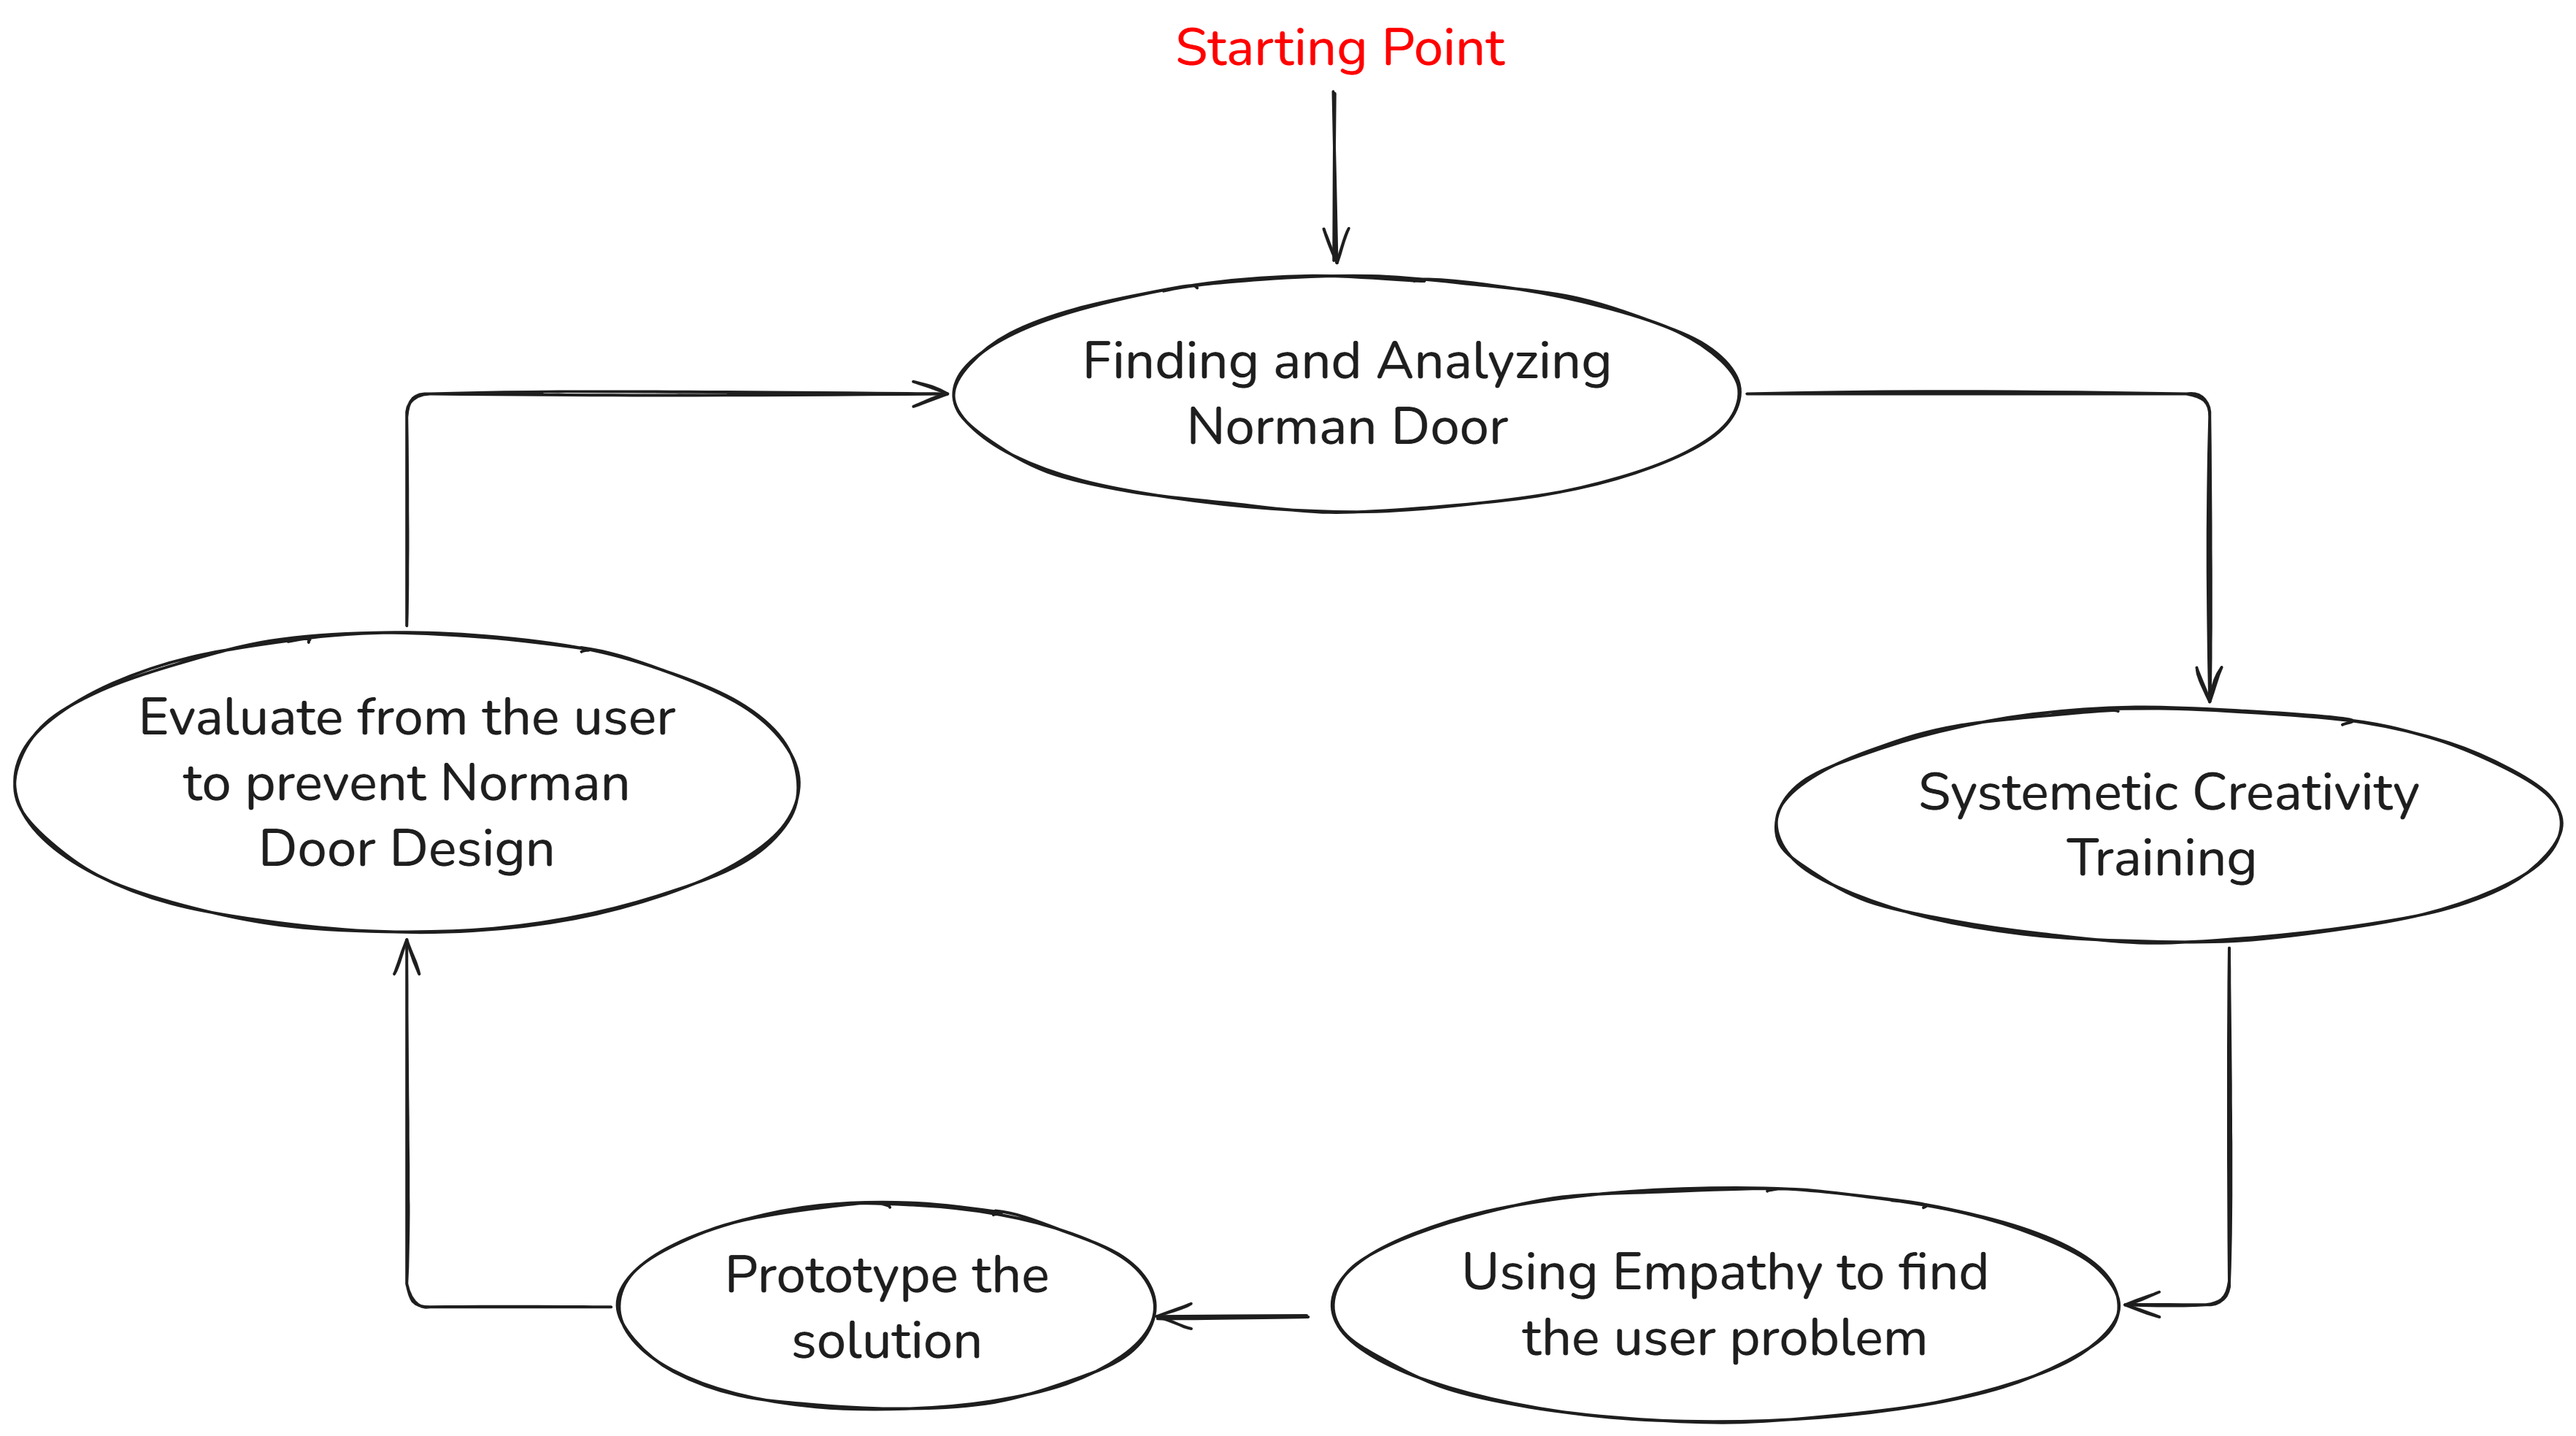 Starting Point
Finding and Analyzing
Norman Door
Evaluate from the user
to prevent Norman
Door Design
Systemetic Creativity
Training
Prototype the
solution
Using Empathy to find
the user problem